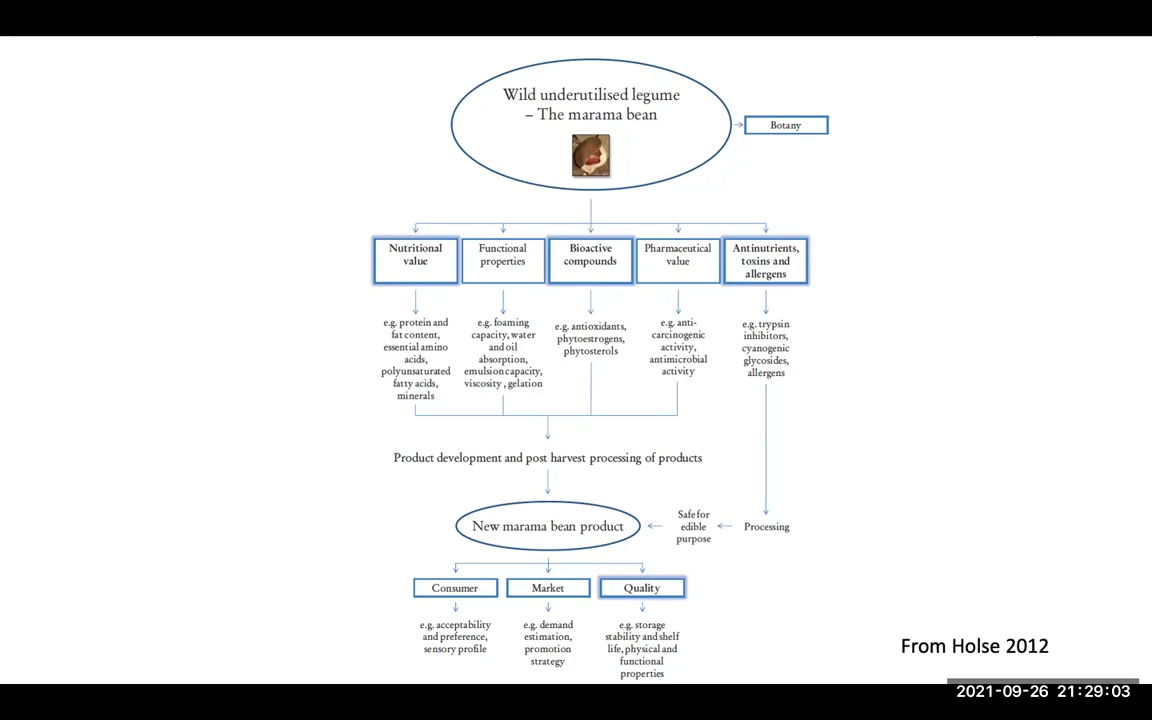 Wild underutilised legume
– The marama bean
Botany
Nutritional
value
Functional
properties
Bioactive
compounds
Pharmaceutical
value
Antinutrients,
toxins and
allergens
e.g. protein and
fat content,
essential amino
acids,
polyunsaturated
fatty acids,
minerals
e.g. foaming
capacity, water
and oil
absorption,
emulsion capacity,
viscosity , gelation
e.g. antioxidants,
phytoestrogens,
phytosterols
e.g. anti-
carcinogenic
activity,
antimicrobial
activity
e.g. trypsin
inhibitors,
cyanogenic
glycosides,
allergens
Product development and post harvest processing of products
New marama bean product
Safe for
edible
purpose
Processing
Consumer
Market
Quality
e.g. acceptability
and preference,
sensory profile
e.g. demand
estimation,
promotion
strategy
e.g. storage
stability and shelf
life, physical and
functional
properties
From Holse 2012
2021-09-26 21:29:03